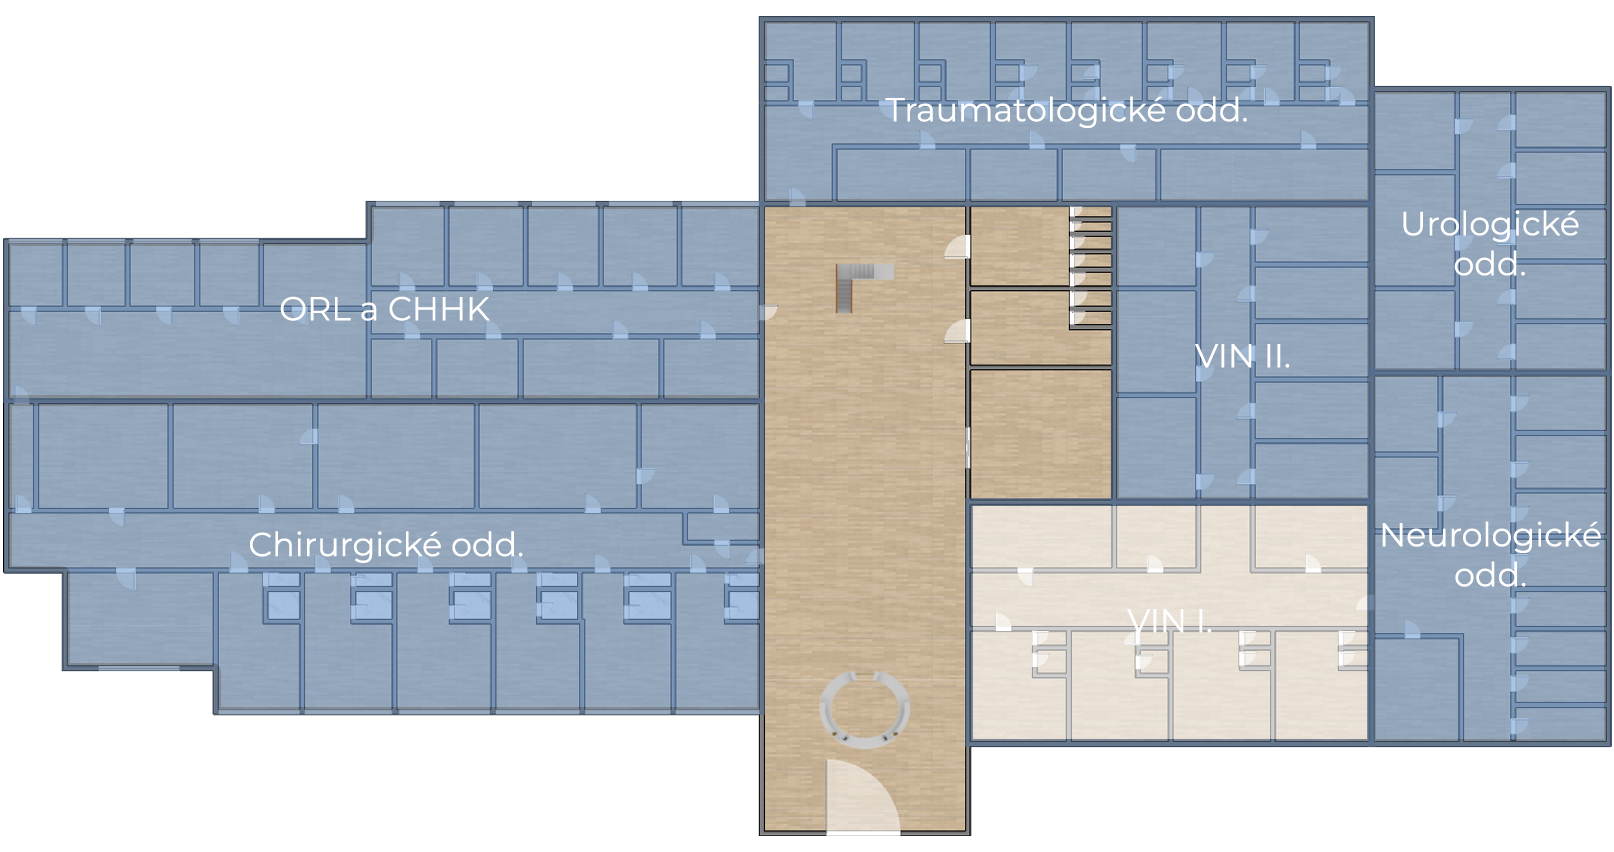 Traumatologické odd.
Urologické
odd.
ORL a CHHK
VIN II.
Chirurgické odd.
Neurologické
odd.
VIN I.